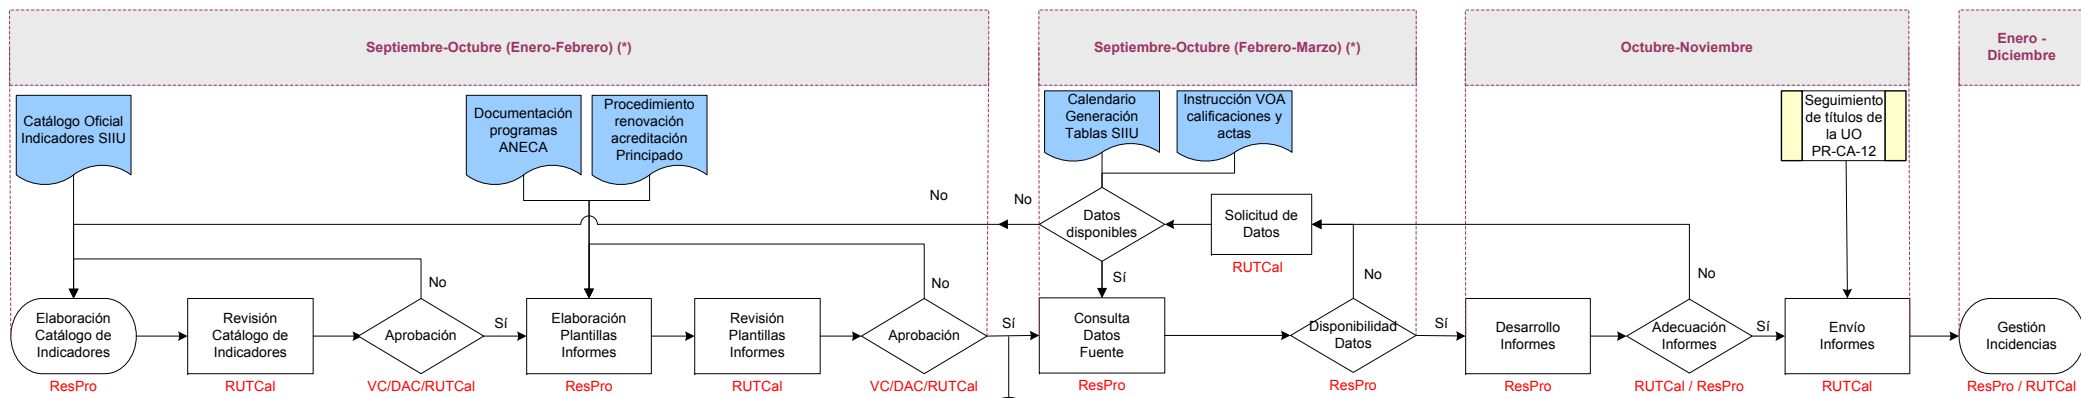 Septiembre-Octubre (Enero-Febrero) (*)
Septiembre-Octubre (Febrero-Marzo) (*)
Octubre-Noviembre
Enero -
Diciembre
Catálogo Oficial
Indicadores SIIU
Documentación
programas
ANECA
Procedimiento
renovación
acreditación
Principado
Calendario
Generación
Tablas SIIU
Instrucción VOA
calificaciones y
actas
Seguimiento
de títulos de
la UO
PR-CA-12
No
No
Datos
disponibles
Solicitud de
Datos
RUTCal
No
No
Sí
No
No
Elaboración
Catálogo de
Indicadores
ResPro
Revisión
Catálogo de
Indicadores
RUTCal
Aprobación
VC/DAC/RUTCal
Sí
Elaboración
Plantillas
Informes
ResPro
Revisión
Plantillas
Informes
RUTCal
Aprobación
VC/DAC/RUTCal
Sí
Consulta
Datos
Fuente
ResPro
Disponibilidad
Datos
ResPro
Sí
Desarrollo
Informes
ResPro
Adecuación
Informes
RUTCal / ResPro
Sí
Envío
Informes
RUTCal
Gestión
Incidencias
ResPro / RUTCal